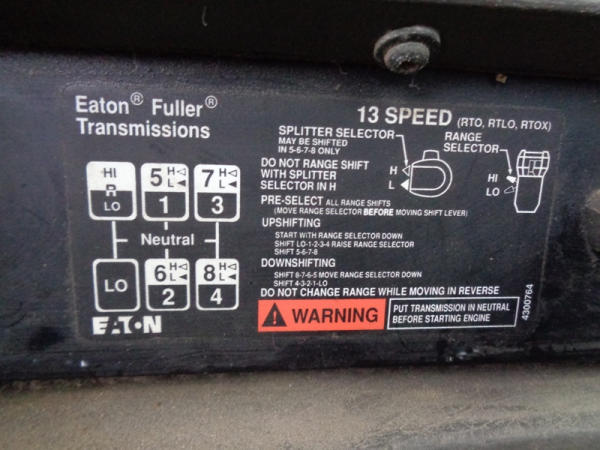 Eaton® Fuller®
Transmissions
13 SPEED (RTO, RTLO, RTOX)
SPLITTER SELECTOR
MAY BE SHIFTED
IN 5-6-7-8 ONLY
RANGE
SELECTOR
H
L
HI
LO
DO NOT RANGE SHIFT
WITH SPLITTER
SELECTOR IN H
PRE-SELECT ALL RANGE SHIFTS
(MOVE RANGE SELECTOR BEFORE MOVING SHIFT LEVER)
UPSHIFTING
START WITH RANGE SELECTOR DOWN
SHIFT LO-1-2-3-4 RAISE RANGE SELECTOR
SHIFT 5-6-7-8
DOWNSHIFTING
SHIFT 8-7-6-5 MOVE RANGE SELECTOR DOWN
SHIFT 4-3-2-1-LO
DO NOT CHANGE RANGE WHILE MOVING IN REVERSE
WARNING
PUT TRANSMISSION IN NEUTRAL
BEFORE STARTING ENGINE
4300764
HI
R
LO
5 H
L
1
7 H
L
3
Neutral
LO
6 H
L
2
8 H
L
4
EATON